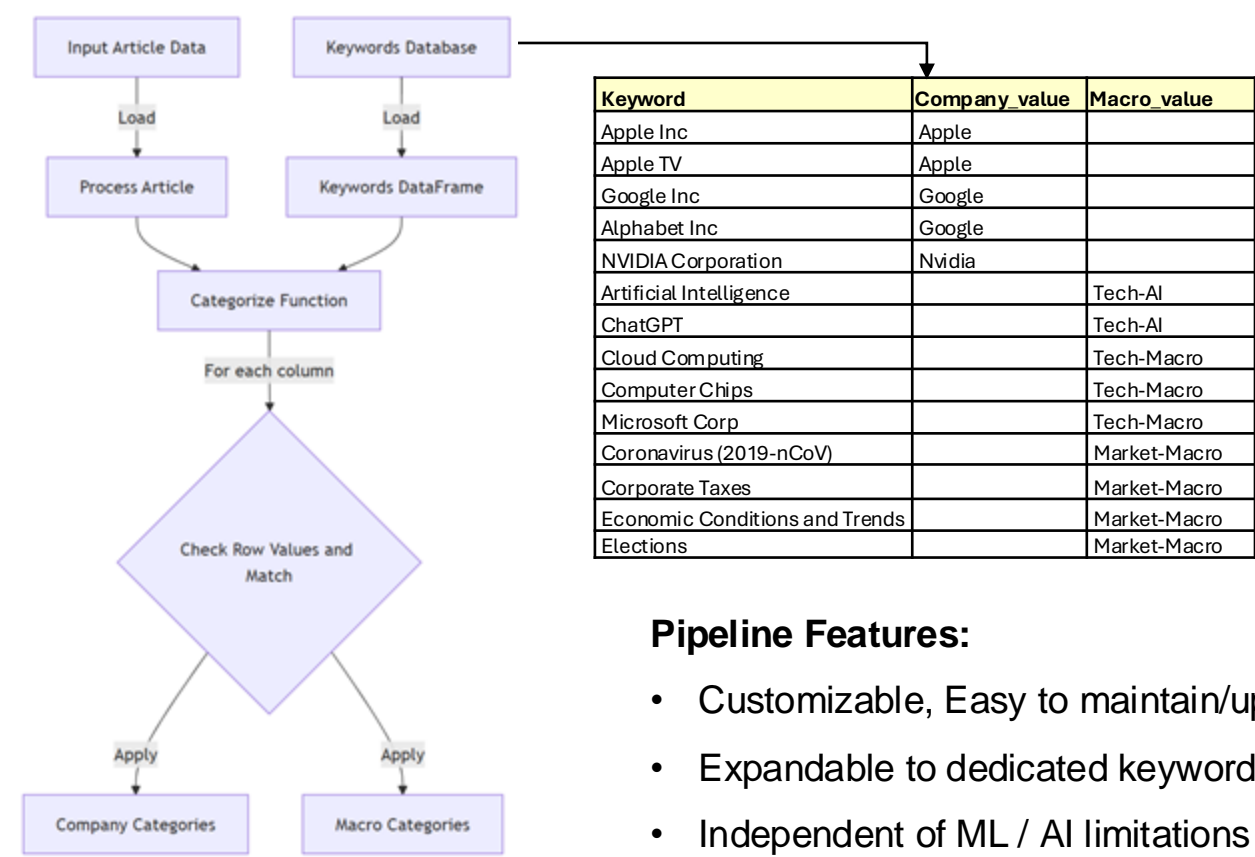 Input Article Data
Keywords Database
Load
Load
Process Article
Keywords DataFrame
Categorize Function
For each column
Check Row Values and
Match
Apply
Apply
Company Categories
Macro Categories
Keyword Company_value Macro_value
Apple Inc Apple
Apple TV Apple
Google Inc Google
Alphabet Inc Google
NVIDIA Corporation Nvidia
Artificial Intelligence Tech-AI
ChatGPT Tech-AI
Cloud Computing Tech-Macro
Computer Chips Tech-Macro
Microsoft Corp Tech-Macro
Coronavirus (2019-nCoV) Market-Macro
Corporate Taxes Market-Macro
Economic Conditions and Trends Market-Macro
Elections Market-Macro
Pipeline Features:
• Customizable, Easy to maintain/
• Expandable to dedicated keyword
• Independent of ML / AI limitations